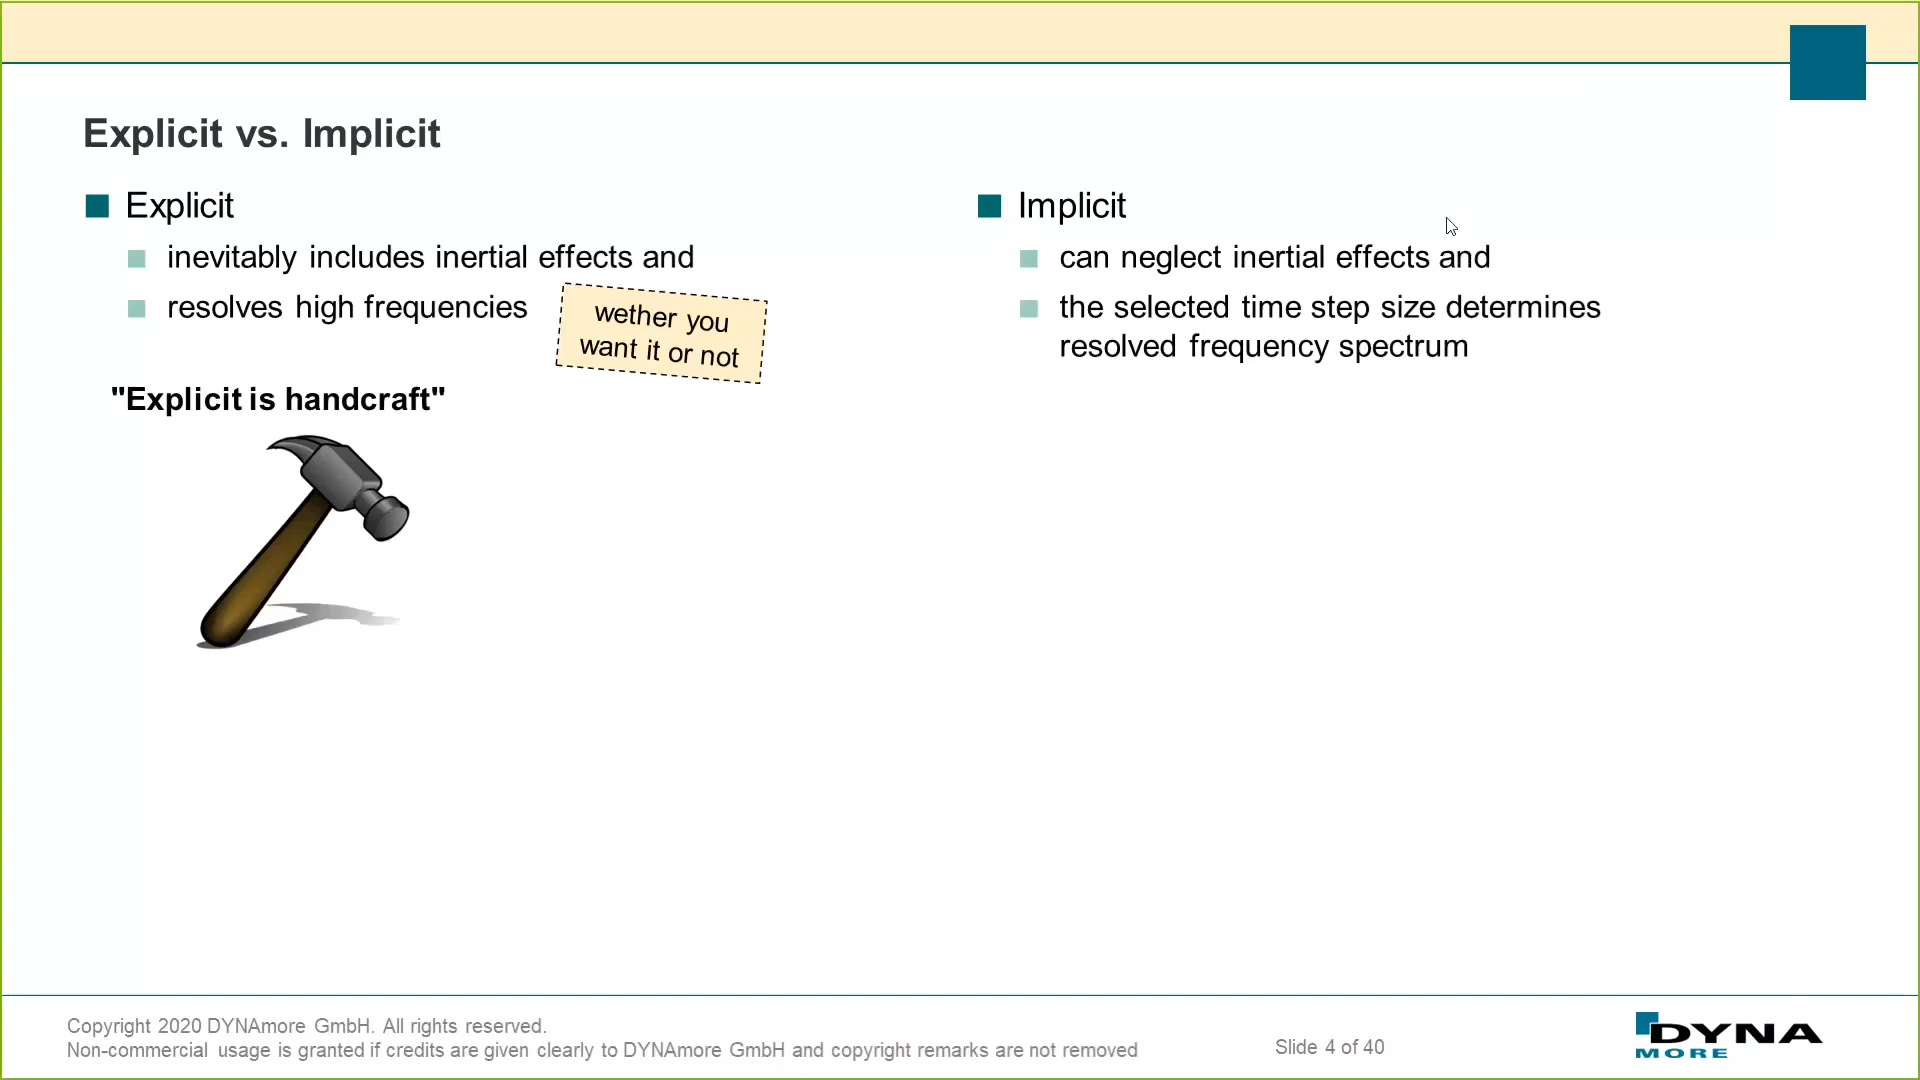 Explicit vs. Implicit
Explicit
inevitably includes inertial effects and
resolves high frequencies
wether you
want it or not
"Explicit is handcraft"
Implicit
can neglect inertial effects and
the selected time step size determines
resolved frequency spectrum
Copyright 2020 DYNAmore GmbH. All rights reserved.
Non-commercial usage is granted if credits are given clearly to DYNAmore GmbH and copyright remarks are not removed
Slide 4 of 40
DYNA
MORE